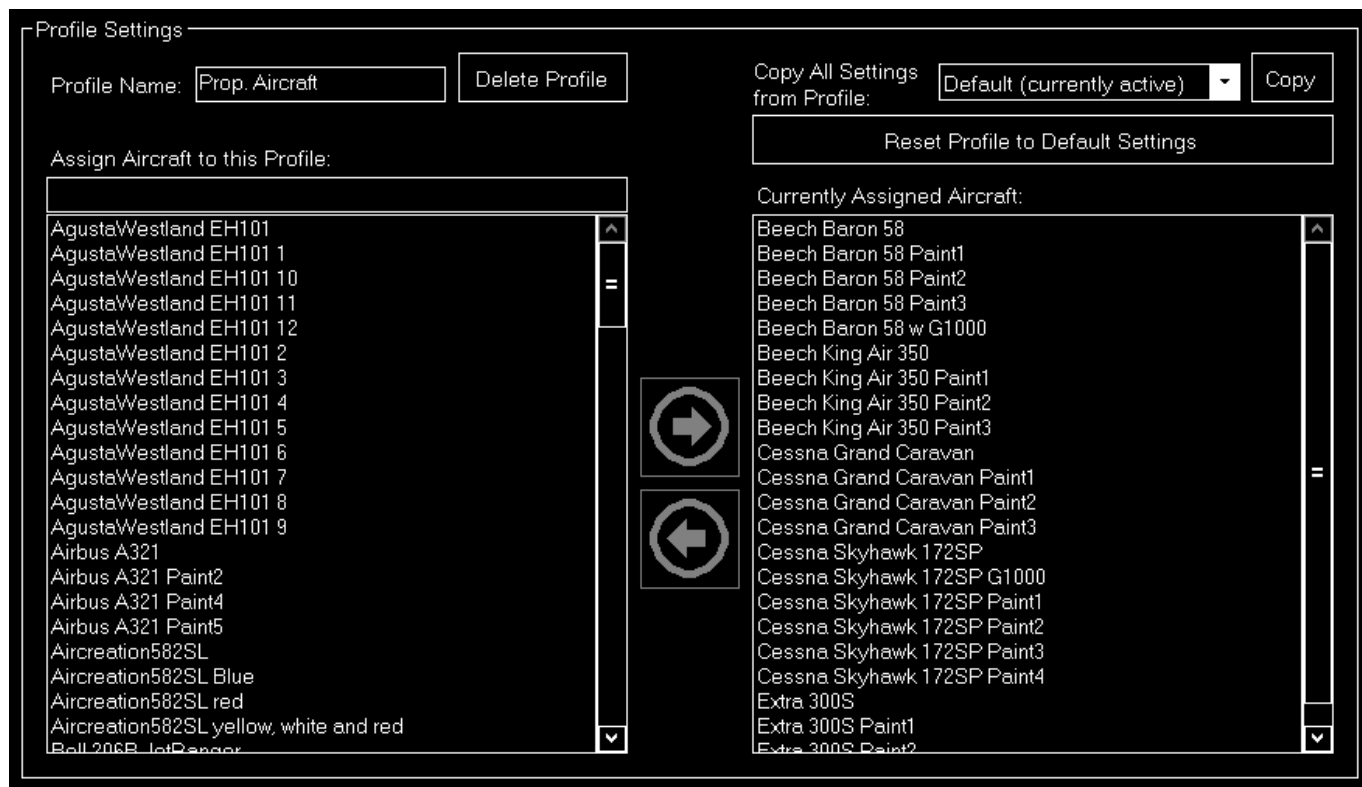 Profile Settings
Profile Name: Prop. Aircraft
Delete Profile
Copy All Settings
from Profile:
Default (currently active)
Copy
Reset Profile to Default Settings
Assign Aircraft to this Profile:
AgustaWestland EH101
AgustaWestland EH101 1
AgustaWestland EH101 10
AgustaWestland EH101 11
AgustaWestland EH101 12
AgustaWestland EH101 2
AgustaWestland EH101 3
AgustaWestland EH101 4
AgustaWestland EH101 5
AgustaWestland EH101 6
AgustaWestland EH101 7
AgustaWestland EH101 8
AgustaWestland EH101 9
Airbus A321
Airbus A321 Paint2
Airbus A321 Paint4
Airbus A321 Paint5
Aircreation582SL
Aircreation582SL Blue
Aircreation582SL red
Aircreation582SL yellow, white and red
Bell 206B JetRanger
Currently Assigned Aircraft:
Beech Baron 58
Beech Baron 58 Paint1
Beech Baron 58 Paint2
Beech Baron 58 Paint3
Beech Baron 58 w G1000
Beech King Air 350
Beech King Air 350 Paint1
Beech King Air 350 Paint2
Beech King Air 350 Paint3
Cessna Grand Caravan
Cessna Grand Caravan Paint1
Cessna Grand Caravan Paint2
Cessna Grand Caravan Paint3
Cessna Skyhawk 172SP
Cessna Skyhawk 172SP G1000
Cessna Skyhawk 172SP Paint1
Cessna Skyhawk 172SP Paint2
Cessna Skyhawk 172SP Paint3
Cessna Skyhawk 172SP Paint4
Extra 300S
Extra 300S Paint1
Extra 300S Paint2